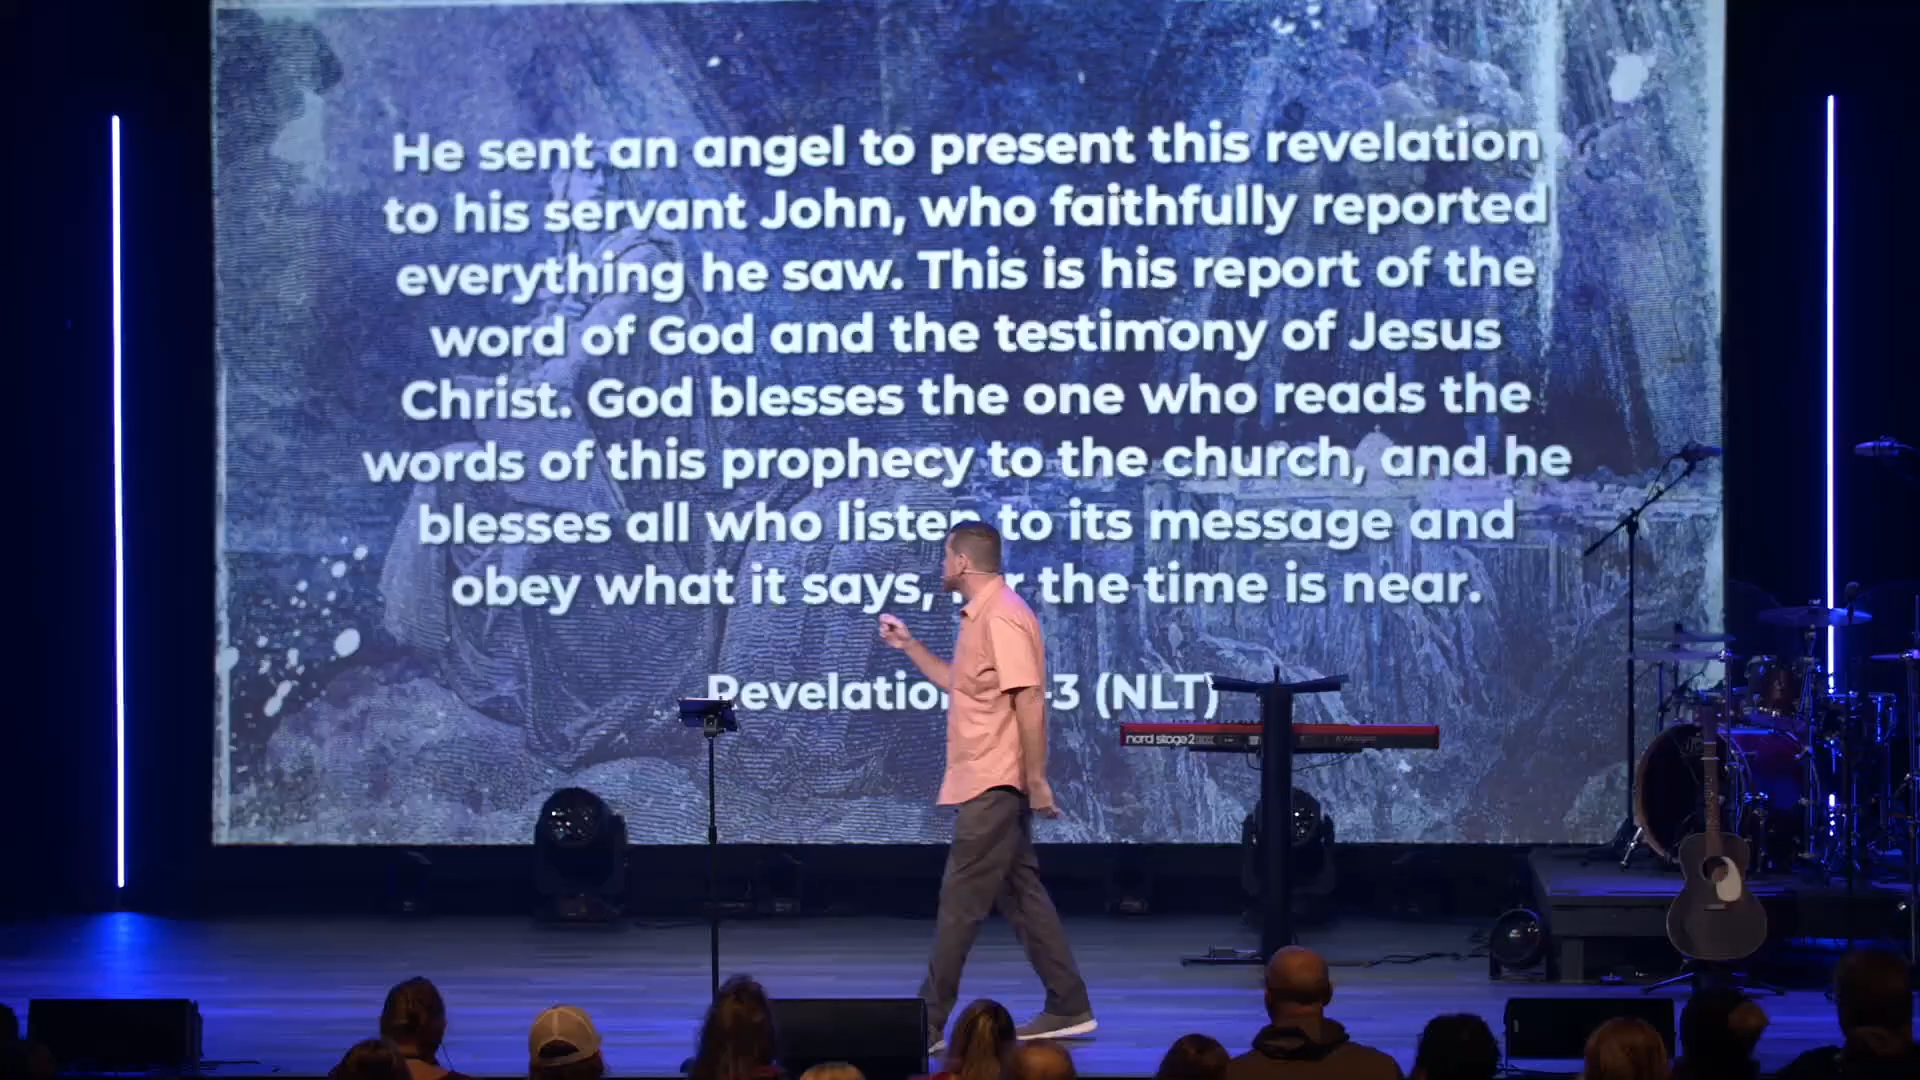 He sent an angel to present this revelation
to his servant John, who faithfully reported
everything he saw. This is his report of the
word of God and the testimony of Jesus
Christ. God blesses the one who reads the
words of this prophecy to the church, and he
blesses all who listen to its message and
obey what it says, the time is near.
-3 (NLT)
nord stage 2